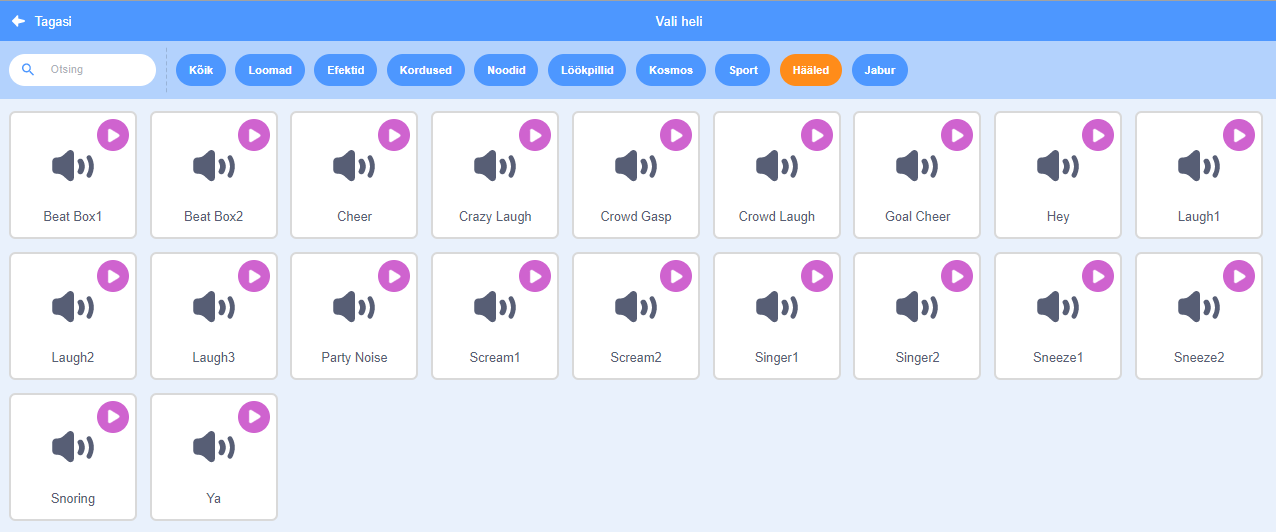 Tagasi Vali heli
Otsing Kõik Loomad Efektid Kordused Noodid Löökpillid Kosmos Sport Hääled Jabur
Beat Box1 Beat Box2 Cheer Crazy Laugh Crowd Gasp Crowd Laugh Goal Cheer Hey Laugh1
Laugh2 Laugh3 Party Noise Scream1 Scream2 Singer1 Singer2 Sneeze1 Sneeze2
Snoring Ya